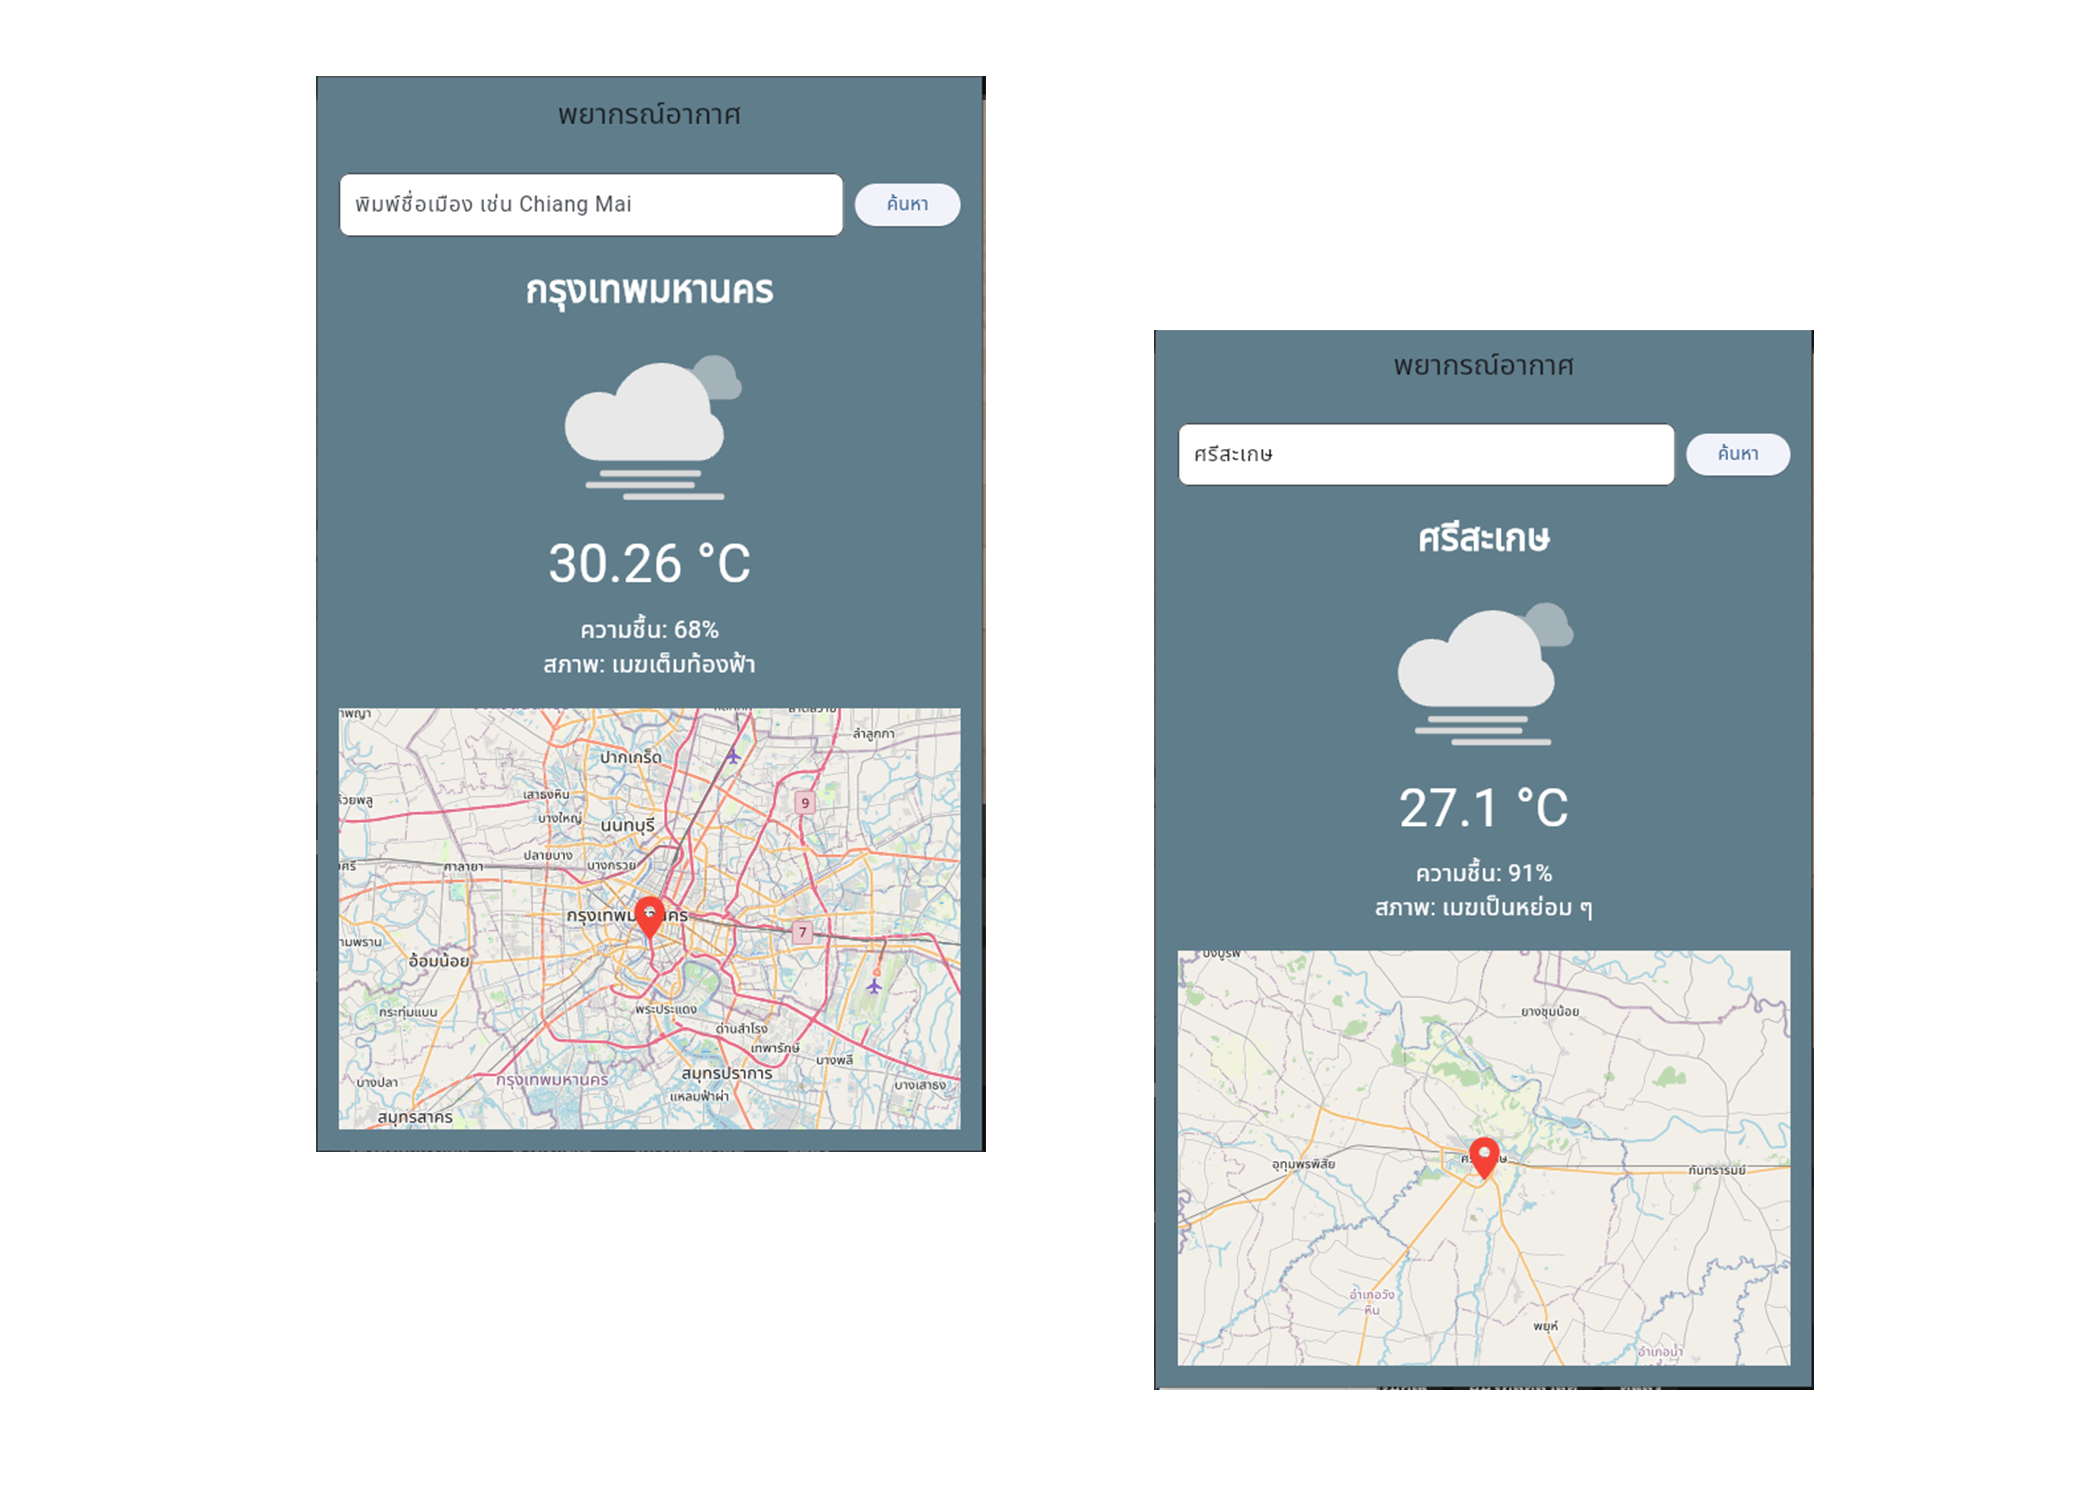 พยากรณ์อากาศ
พิมพ์ชื่อเมือง เช่น Chiang Mai
ค้นหา
กรุงเทพมหานคร
30.26 °C
ความชื้น: 68%
สภาพ: เมฆเต็มท้องฟ้า
ลำลูกกา
ปากเกร็ด
เสาธงหิน
9
บางใหญ่
นนทบุรี
ปลายบาง
บางกรวย
ศาลายา
กรุงเทพมหานคร
7
อ้อมน้อย
พระประแดง
กระทุ่มแบน
ด่านสำโรง
เทพารักษ์
บางพลี
สมุทรปราการ
กรุงเทพมหานคร
บางปลา
บางเสาธง
แหลมฟ้าผ่า
สมุทรสาคร
พยากรณ์อากาศ
ศรีสะเกษ
ค้นหา
ศรีสะเกษ
27.1 °C
ความชื้น: 91%
สภาพ: เมฆเป็นหย่อม ๆ
ยางชุมน้อย
อุทุมพรพิสัย
กันทรารมย์
อำเภอวัง
หิน
พยุห์
อำเภอน้ำ